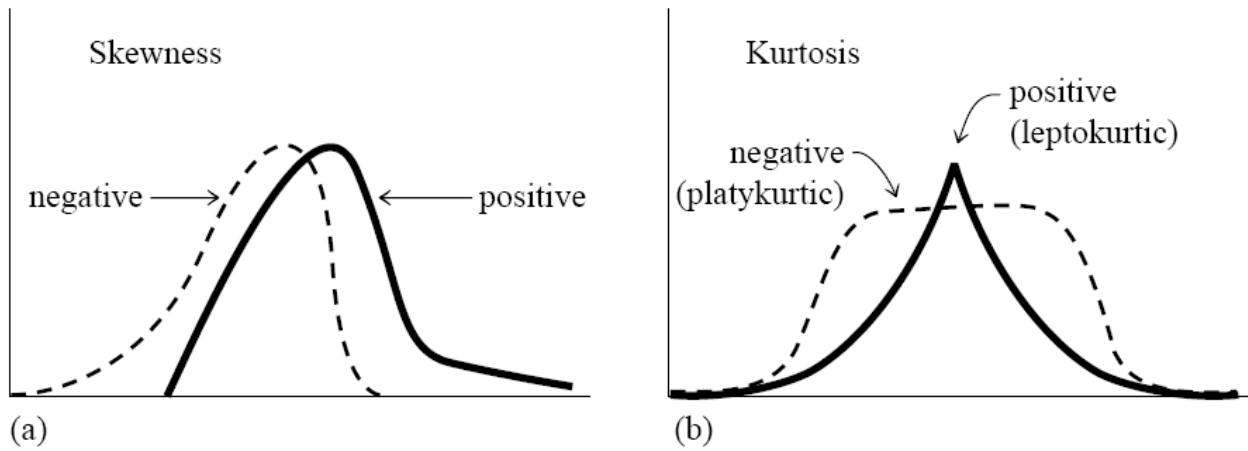 Skewness
negative
positive
(a)
Kurtosis
positive
(leptokurtic)
negative
(platykurtic)
(b)